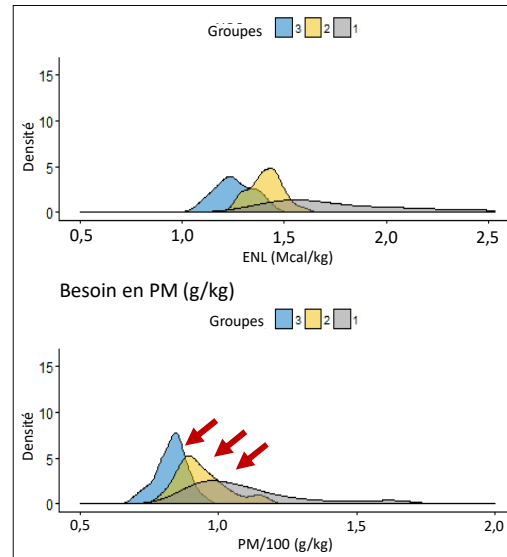 Groupes 3 2 1
15
10
5
0
Densité
0,5 1,0 1,5 2,0 2,5
ENL (Mcal/kg)
Besoin en PM (g/kg)
Groupes 3 2 1
15
10
5
0
Densité
0,5 1,0 1,5 2,0
PM/100 (g/kg)